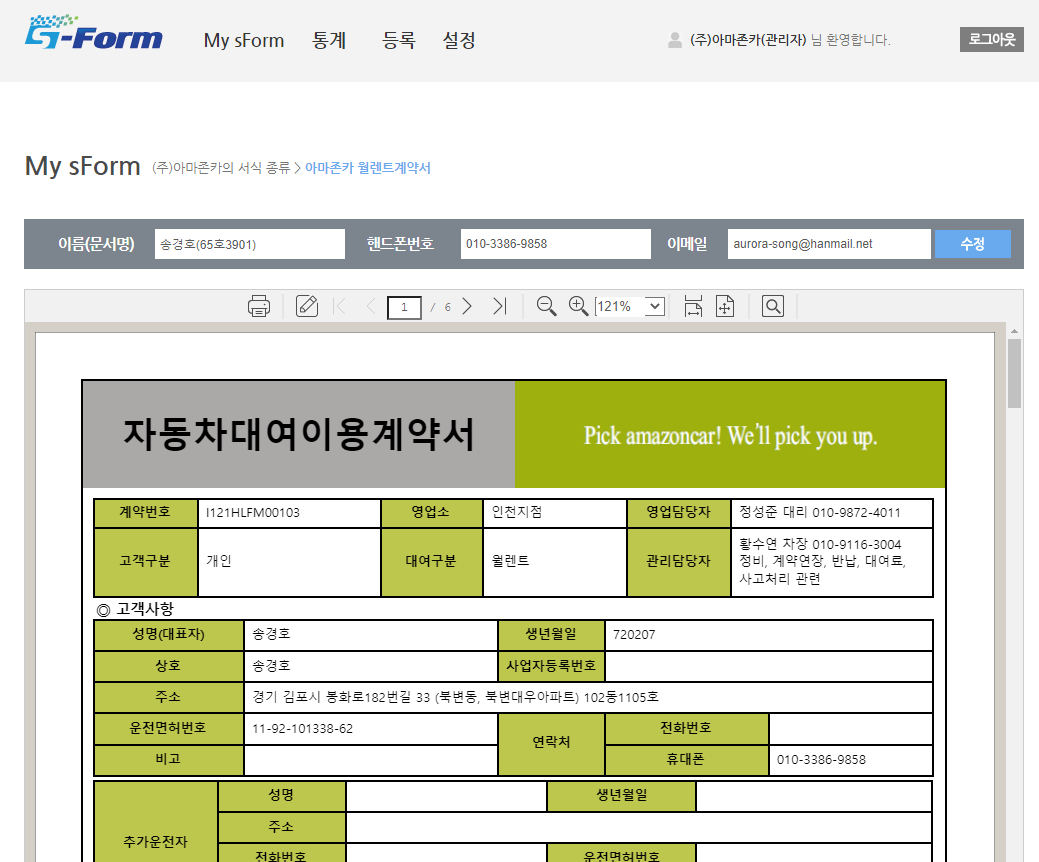 S-Form My sForm 통계 등록 설정 (주)아마존카(관리자) 님 환영합니다. 로그아웃
My sForm (주)아마존카의 서식 종류 > 아마존카 월렌트계약서
이름(문서명) 송경호(65호3901) 핸드폰번호 010-3386-9858 이메일 aurora-song@hanmail.net 수정
1 / 6 121%
자동차대여이용계약서 Pick amazoncar! We'll pick you up.
계약번호 I121HLFM00103 영업소 인천지점 영업담당자 정성준 대리 010-9872-4011
고객구분 개인 대여구분 월렌트 관리담당자 황수연 차장 010-9116-3004
정비, 계약연장, 반납, 대여료,
사고처리 관련
◎ 고객사항
성명(대표자) 송경호 생년월일 720207
상호 송경호 사업자등록번호
주소 경기 김포시 봉화로182번길 33 (북변동, 북변대우아파트) 102동1105호
운전면허번호 11-92-101338-62 연락처 전화번호
비고 휴대폰 010-3386-9858
추가운전자 성명 생년월일
주소
전화번호 운전면허번호